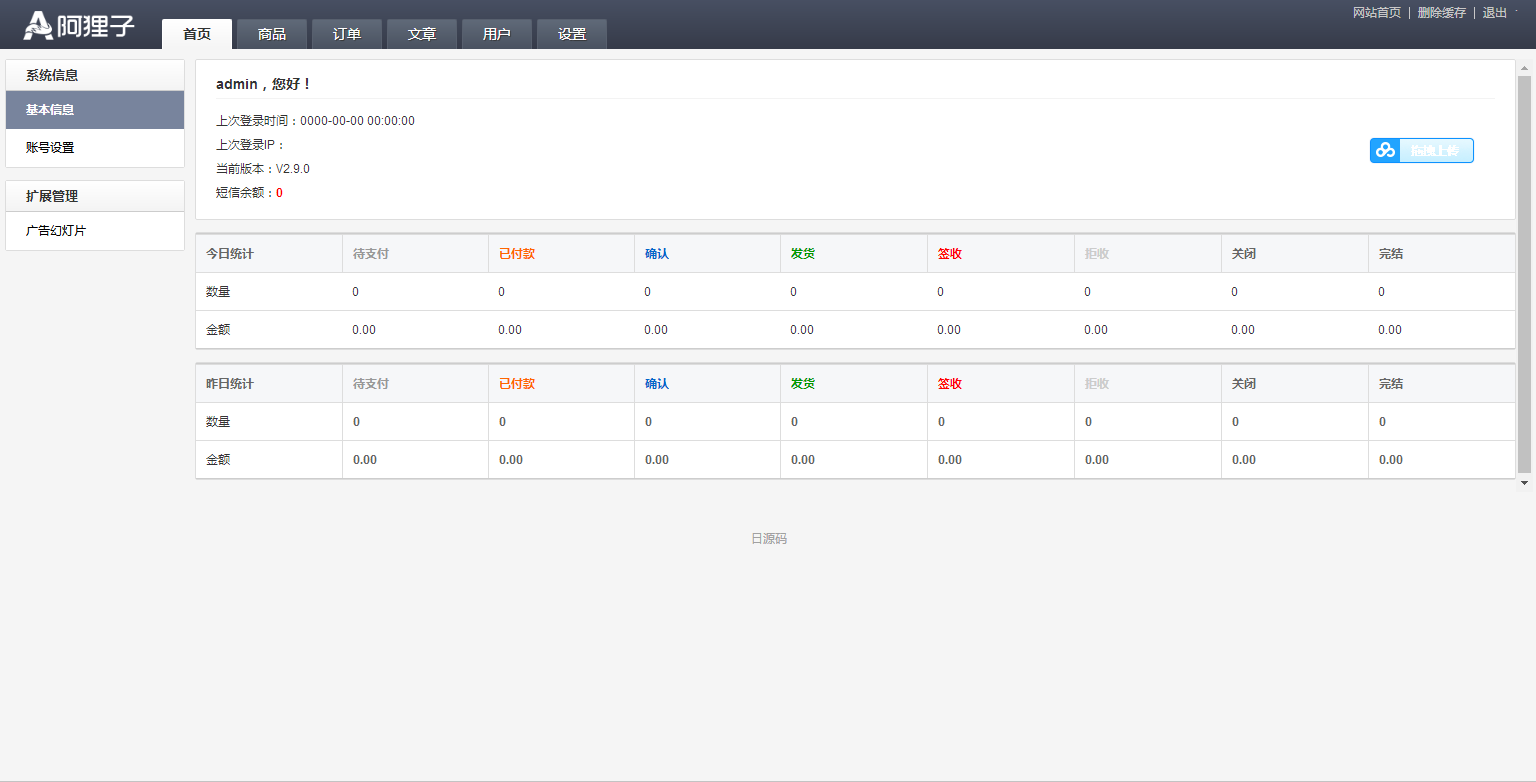 阿狸子 首页 商品 订单 文章 用户 设置 网站首页 | 删除缓存 | 退出
系统信息
基本信息
账号设置
扩展管理
广告幻灯片
admin，您好！
上次登录时间：0000-00-00 00:00:00
上次登录IP：
当前版本：V2.9.0
短信余额：0
拖拽上传
今日统计 待支付 已付款 确认 发货 签收 拒收 关闭 完结
数量 0 0 0 0 0 0 0 0
金额 0.00 0.00 0.00 0.00 0.00 0.00 0.00 0.00
昨日统计 待支付 已付款 确认 发货 签收 拒收 关闭 完结
数量 0 0 0 0 0 0 0 0
金额 0.00 0.00 0.00 0.00 0.00 0.00 0.00 0.00
日源码